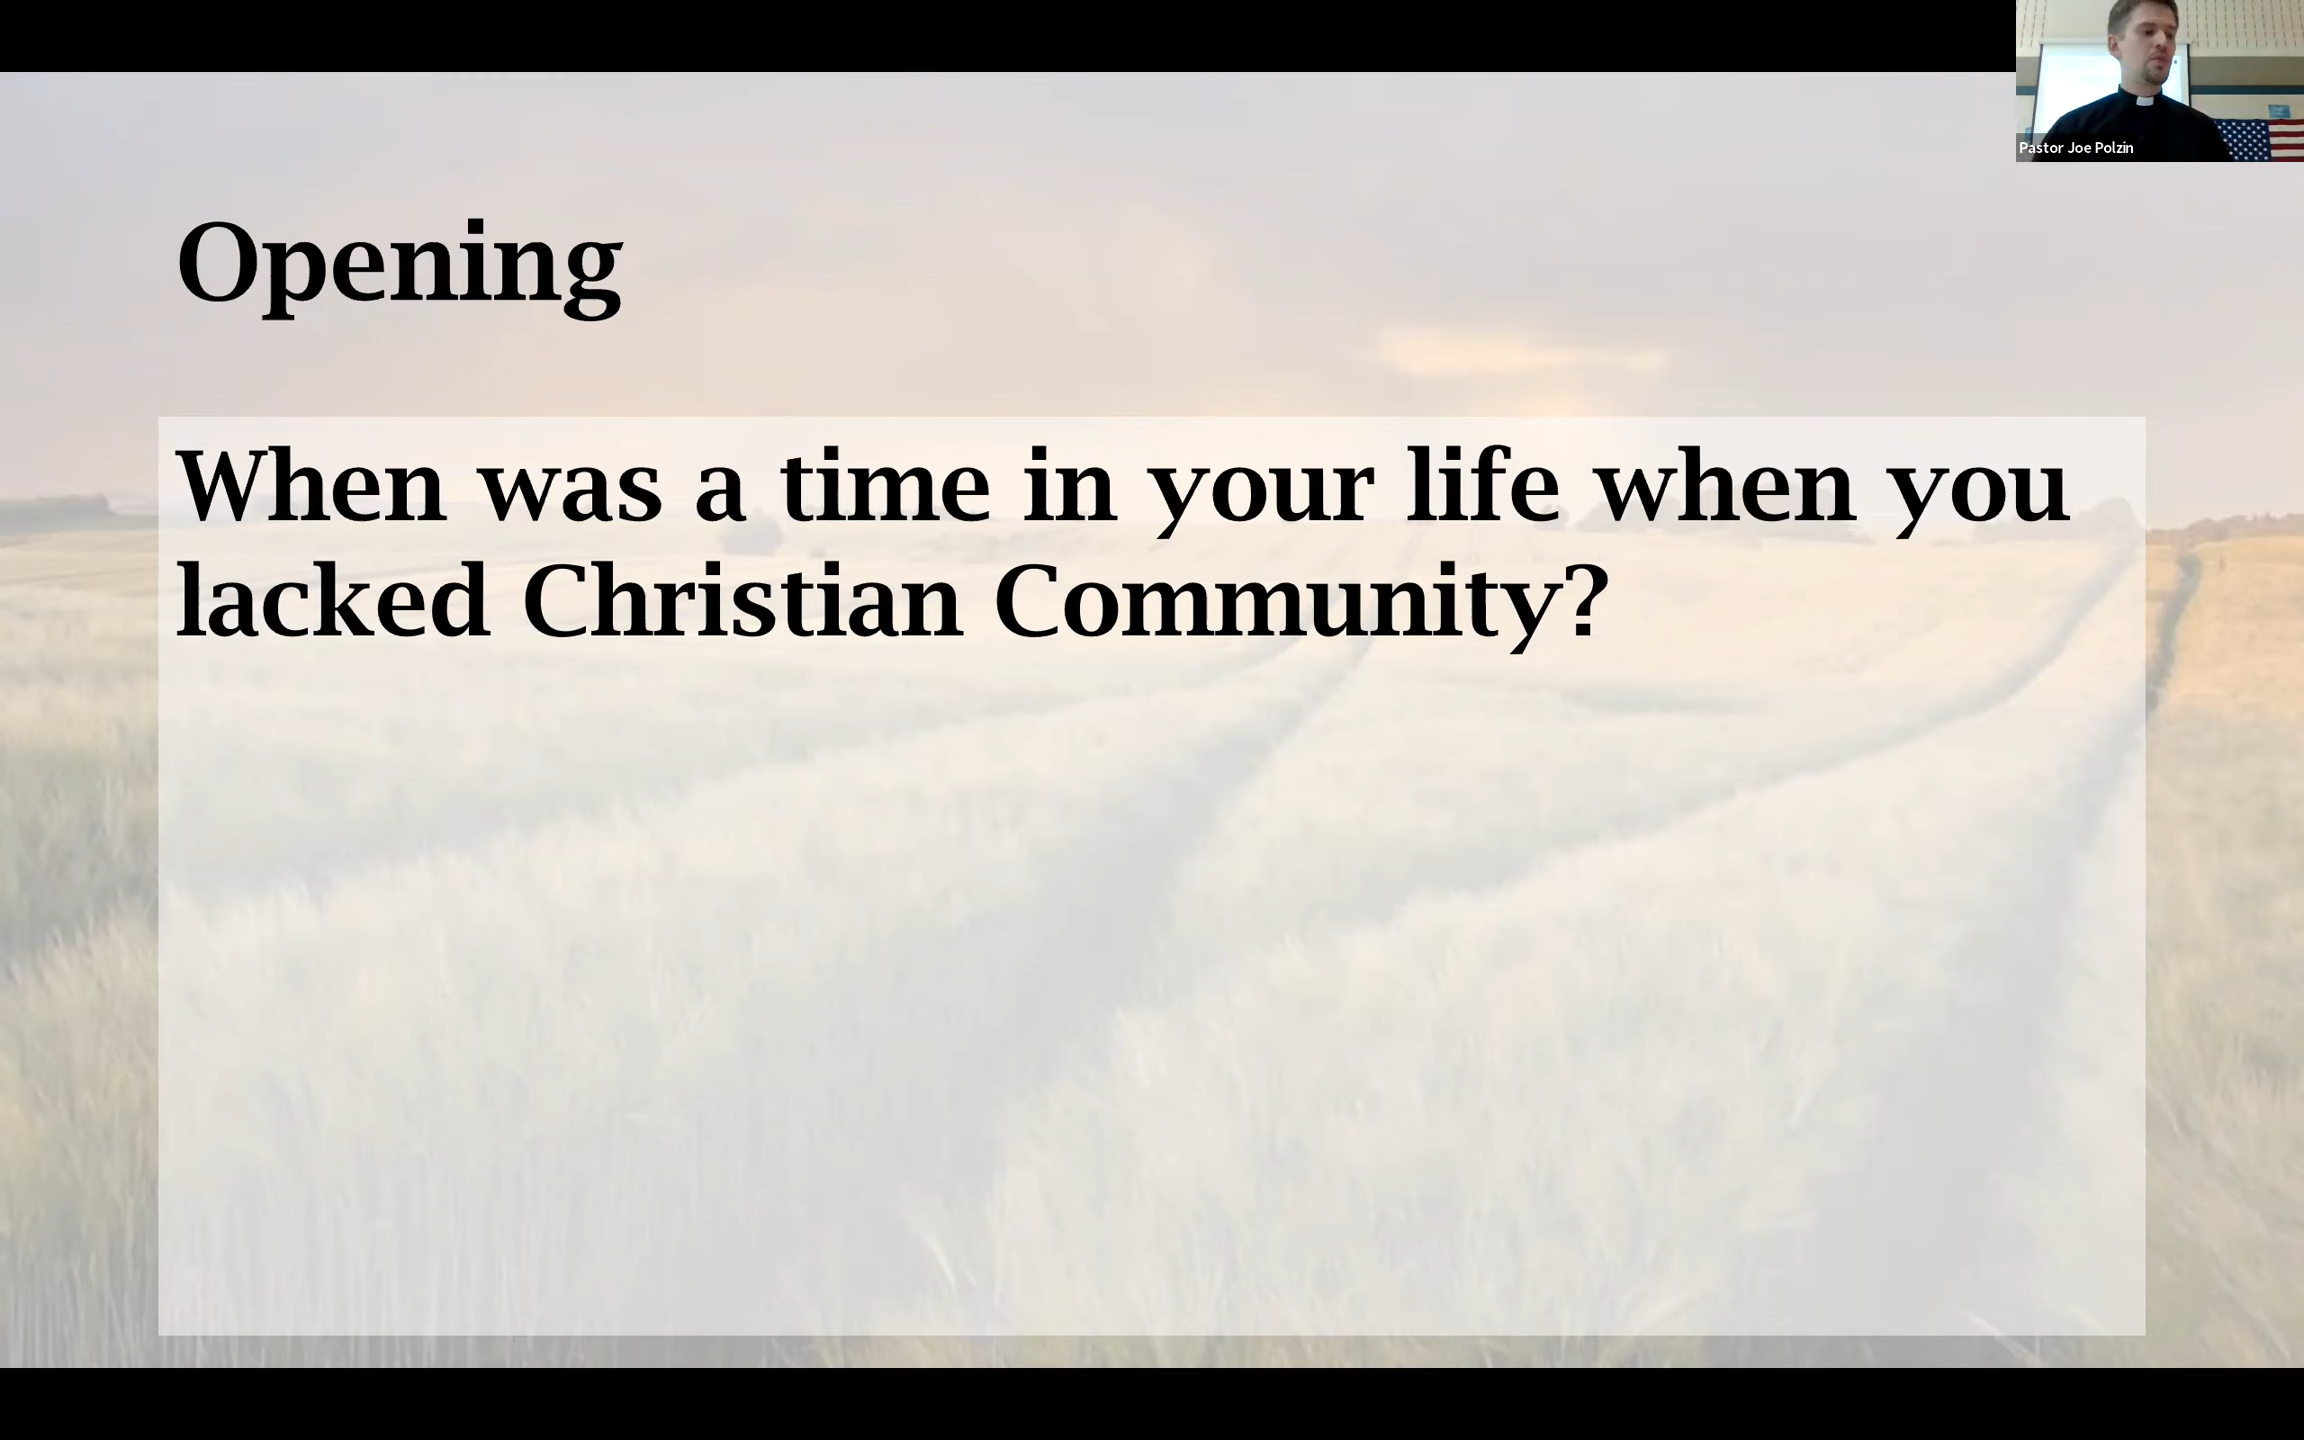 Pastor Joe Polzin
Opening
When was a time in your life when you
lacked Christian Community?